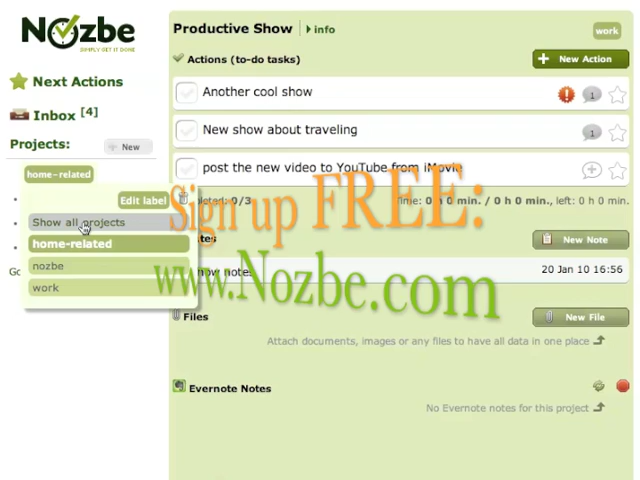 Nozbe
SIMPLY GET IT DONE
Next Actions
Inbox [4]
Projects:
New
home-related
Edit label
Show all projects
home-related
nozbe
work
Productive Show
info
work
Actions (to-do tasks)
New Action
Another cool show
1
New show about traveling
1
post the new video to YouTube from iMovie
0/3
Time: 0 h 0 min. / 0 h 0 min., left: 0 h 0 min.
Sign up FREE:
www.Nozbe.com
New Note
20 Jan 10 16:56
Files
New File
Attach documents, images or any files to have all data in one place
Evernote Notes
No Evernote notes for this project